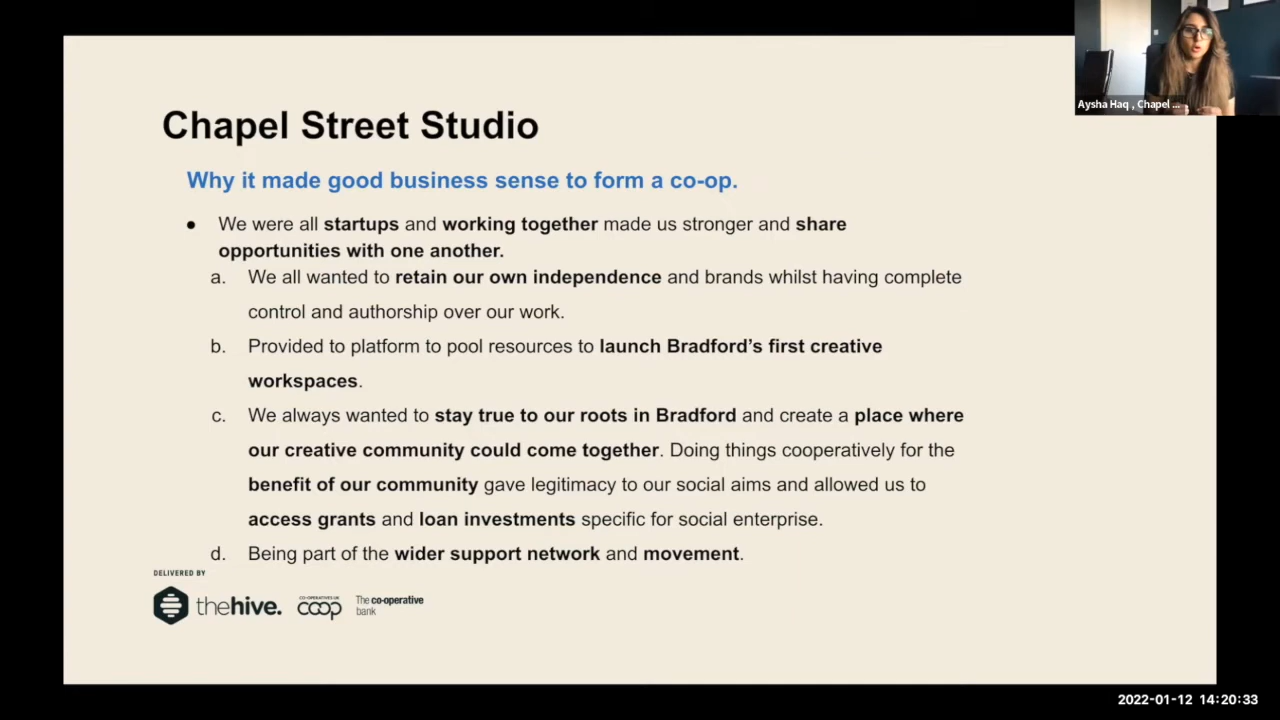 Aysha Haq , Chapel ...
Chapel Street Studio
Why it made good business sense to form a co-op.
● We were all startups and working together made us stronger and share
opportunities with one another.
a. We all wanted to retain our own independence and brands whilst having complete
control and authorship over our work.
b. Provided to platform to pool resources to launch Bradford’s first creative
workspaces.
c. We always wanted to stay true to our roots in Bradford and create a place where
our creative community could come together. Doing things cooperatively for the
benefit of our community gave legitimacy to our social aims and allowed us to
access grants and loan investments specific for social enterprise.
d. Being part of the wider support network and movement.
DELIVERED BY
thehive.
CO-OPERATIVES UK
coop
The co-operative
bank
2022-01-12 14:20:33